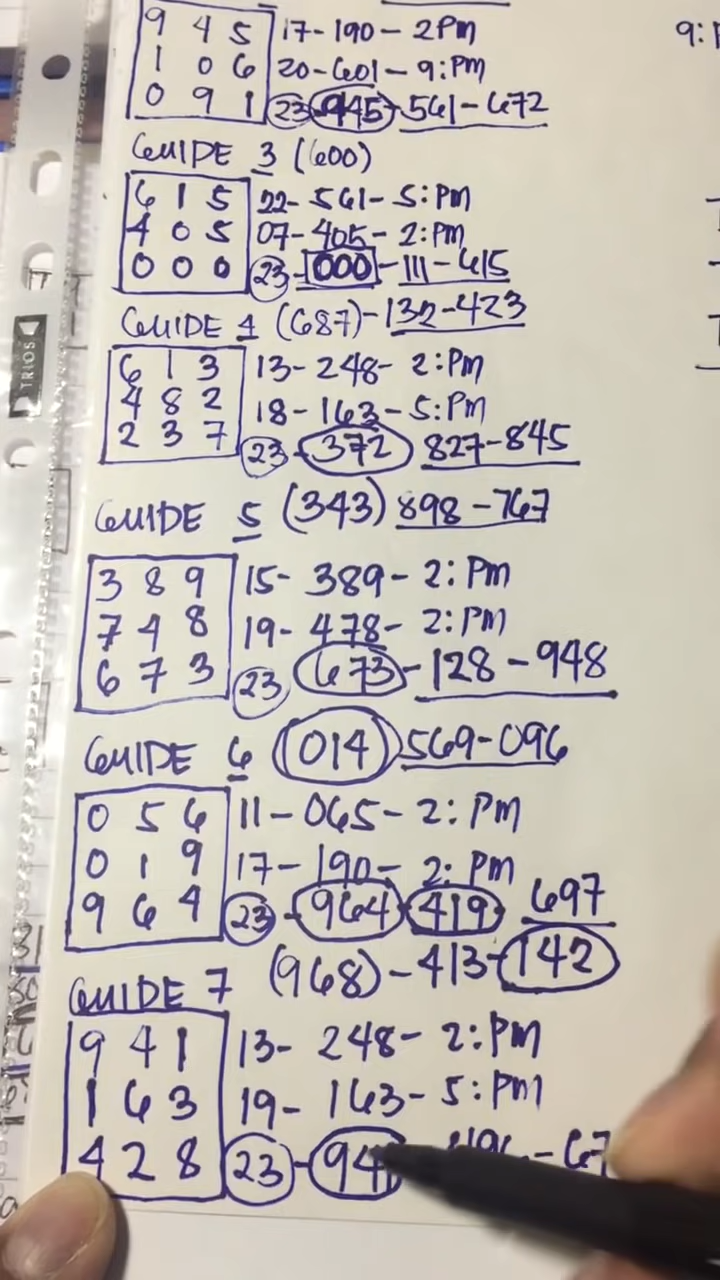 9 4 5 17-190-2PM
9:
1 0 6 20-601-9:PM
0 9 1 23-945-561-672
GUIDE 3 (600)
6 1 5 22-561-5:PM
4 0 5 07-405-2:PM
0 0 0 23-000-111-415
GUIDE 4 (687)-132-423
6 1 3 13-248-2:PM
4 8 2 18-163-5:PM
2 3 7 23-372 827-845
GUIDE 5 (343) 898-767
3 8 9 15-389-2:PM
7 4 8 19-478-2:PM
6 7 3 23 673-128-948
GUIDE 6 (014) 569-096
0 5 6 11-065-2:PM
0 1 9 17-190-2:PM
9 6 4 23-964 419 697
GUIDE 7 (968)-413-142
9 4 1 13-248-2:PM
1 6 3 19-163-5:PM
4 2 8 23-94
TRIOS